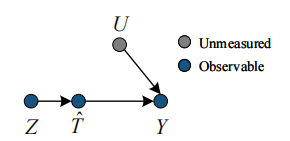 U
Unmeasured
Observable
Z T̂ Y